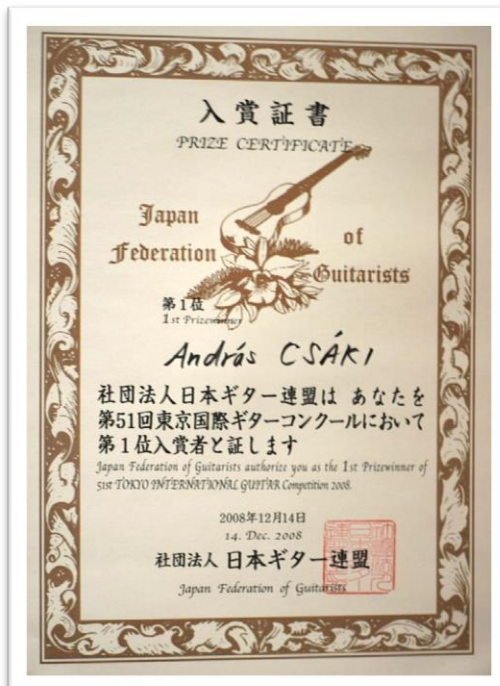 入賞証書
PRIZE CERTIFICATE
Japan
Federation
of
Guitarists
第1位
1st Prizewinner
András CSÁKI
社団法人日本ギター連盟は あなたを
第51回東京国際ギターコンクールにおいて
第1位入賞者と証します
Japan Federation of Guitarists authorize you as the 1st Prizewinner of
51st TOKYO INTERNATIONAL GUITAR Competition 2008.
2008年12月14日
14. Dec. 2008
社団法人 日本ギター連盟
Japan Federation of Guitarists